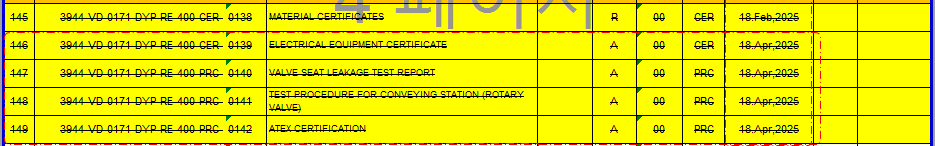 4 페이지
145 3944-VD-0171-DYP-RE-400-CER- 0138 MATERIAL CERTIFICATES R 00 CER 18.Feb,2025
146 3944-VD-0171-DYP-RE-400-CER- 0139 ELECTRICAL EQUIPMENT CERTIFICATE A 00 CER 18.Apr,2025
147 3944-VD-0171-DYP-RE-400-PRC- 0140 VALVE SEAT LEAKAGE TEST REPORT A 00 PRC 18.Apr,2025
148 3944-VD-0171-DYP-RE-400-PRC- 0141 TEST PROCEDURE FOR CONVEYING STATION (ROTARY VALVE) A 00 PRC 18.Apr,2025
149 3944-VD-0171-DYP-RE-400-PRC- 0142 ATEX CERTIFICATION A 00 PRC 18.Apr,2025